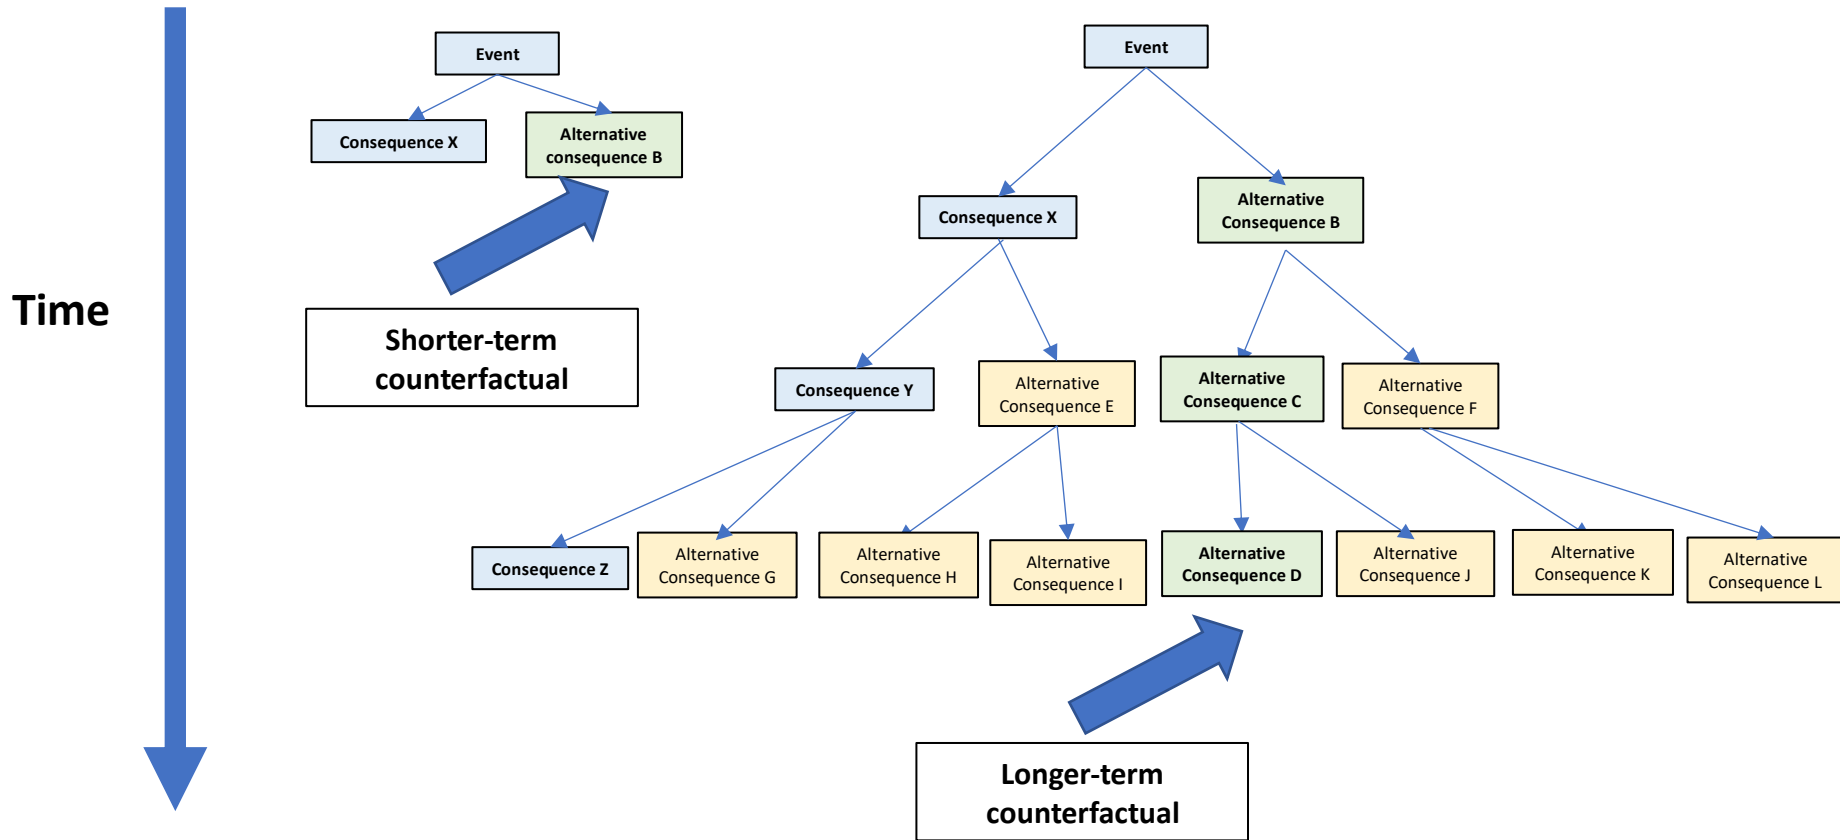 Time
Event
Consequence X
Alternative
consequence B
Shorter-term
counterfactual
Event
Consequence X
Alternative
Consequence B
Consequence Y
Alternative
Consequence E
Alternative
Consequence C
Alternative
Consequence F
Consequence Z
Alternative
Consequence G
Alternative
Consequence H
Alternative
Consequence I
Alternative
Consequence D
Alternative
Consequence J
Alternative
Consequence K
Alternative
Consequence L
Longer-term
counterfactual